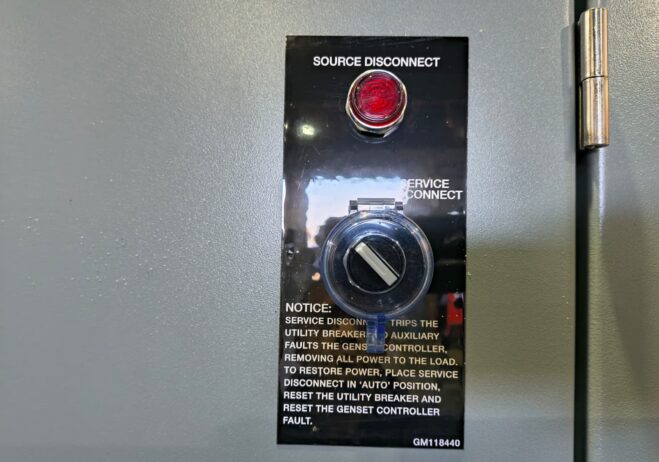 SOURCE DISCONNECT
ERVICE
CONNECT
NOTICE:
SERVICE DISCONN TRIPS THE
UTILITY BREAKER AUXILIARY
FAULTS THE GENSET CONTROLLER,
REMOVING ALL POWER TO THE LOAD.
TO RESTORE POWER, PLACE SERVICE
DISCONNECT IN 'AUTO' POSITION,
RESET THE UTILITY BREAKER AND
RESET THE GENSET CONTROLLER
FAULT.
GM118440